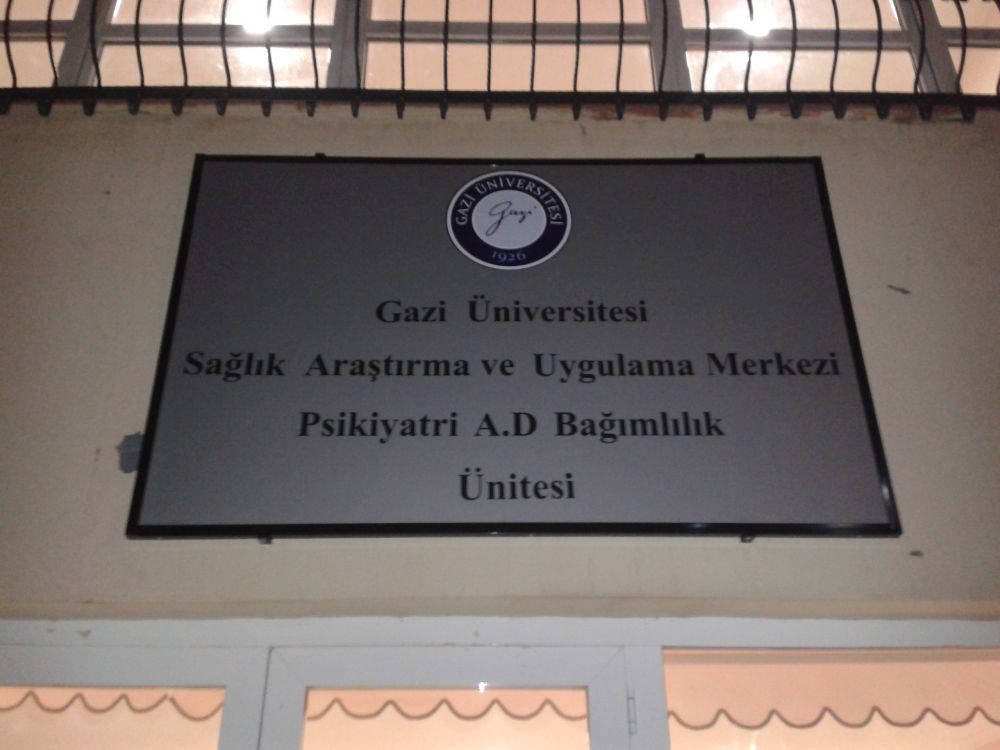 GAZİ ÜNİVERSİTESİ
Gazi
1926
Gazi Üniversitesi
Sağlık Araştırma ve Uygulama Merkezi
Psikiyatri A.D Bağımlılık
Ünitesi